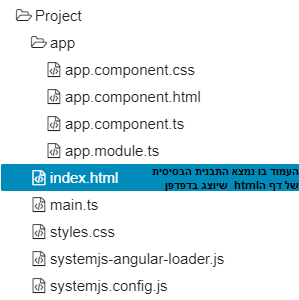 Project
app
app.component.css
app.component.html
app.component.ts
app.module.ts
index.html
העמוד בו נמצא התבנית הבסיסית
של דף הhtml שיוצג בדפדפן
main.ts
styles.css
systemjs-angular-loader.js
systemjs.config.js